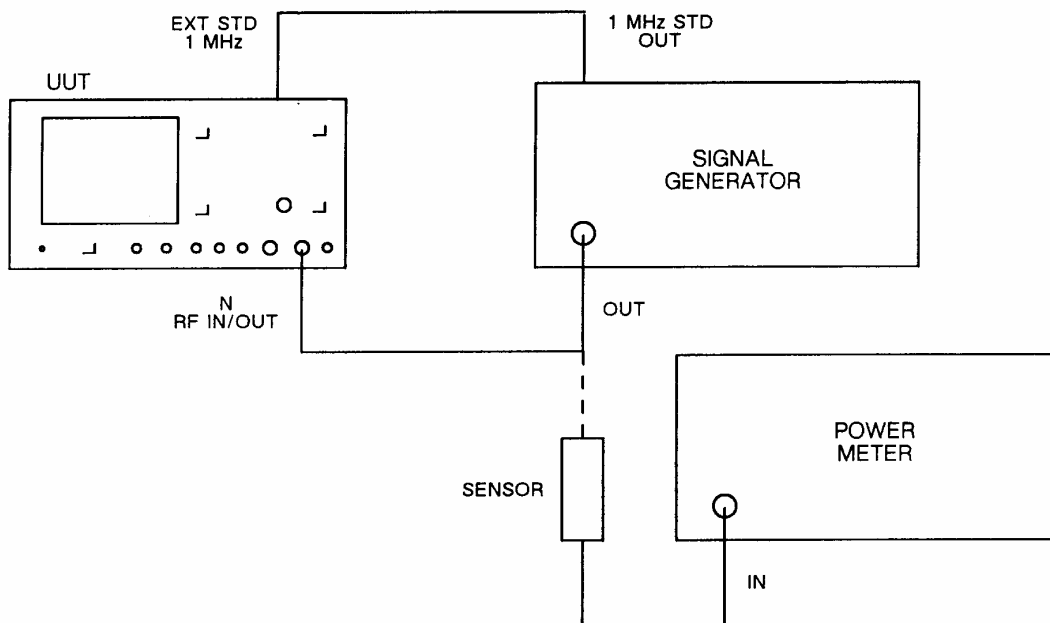 EXT STD
1 MHz
1 MHz STD
OUT
UUT
SIGNAL
GENERATOR
N
RF IN/OUT
OUT
POWER
METER
SENSOR
IN